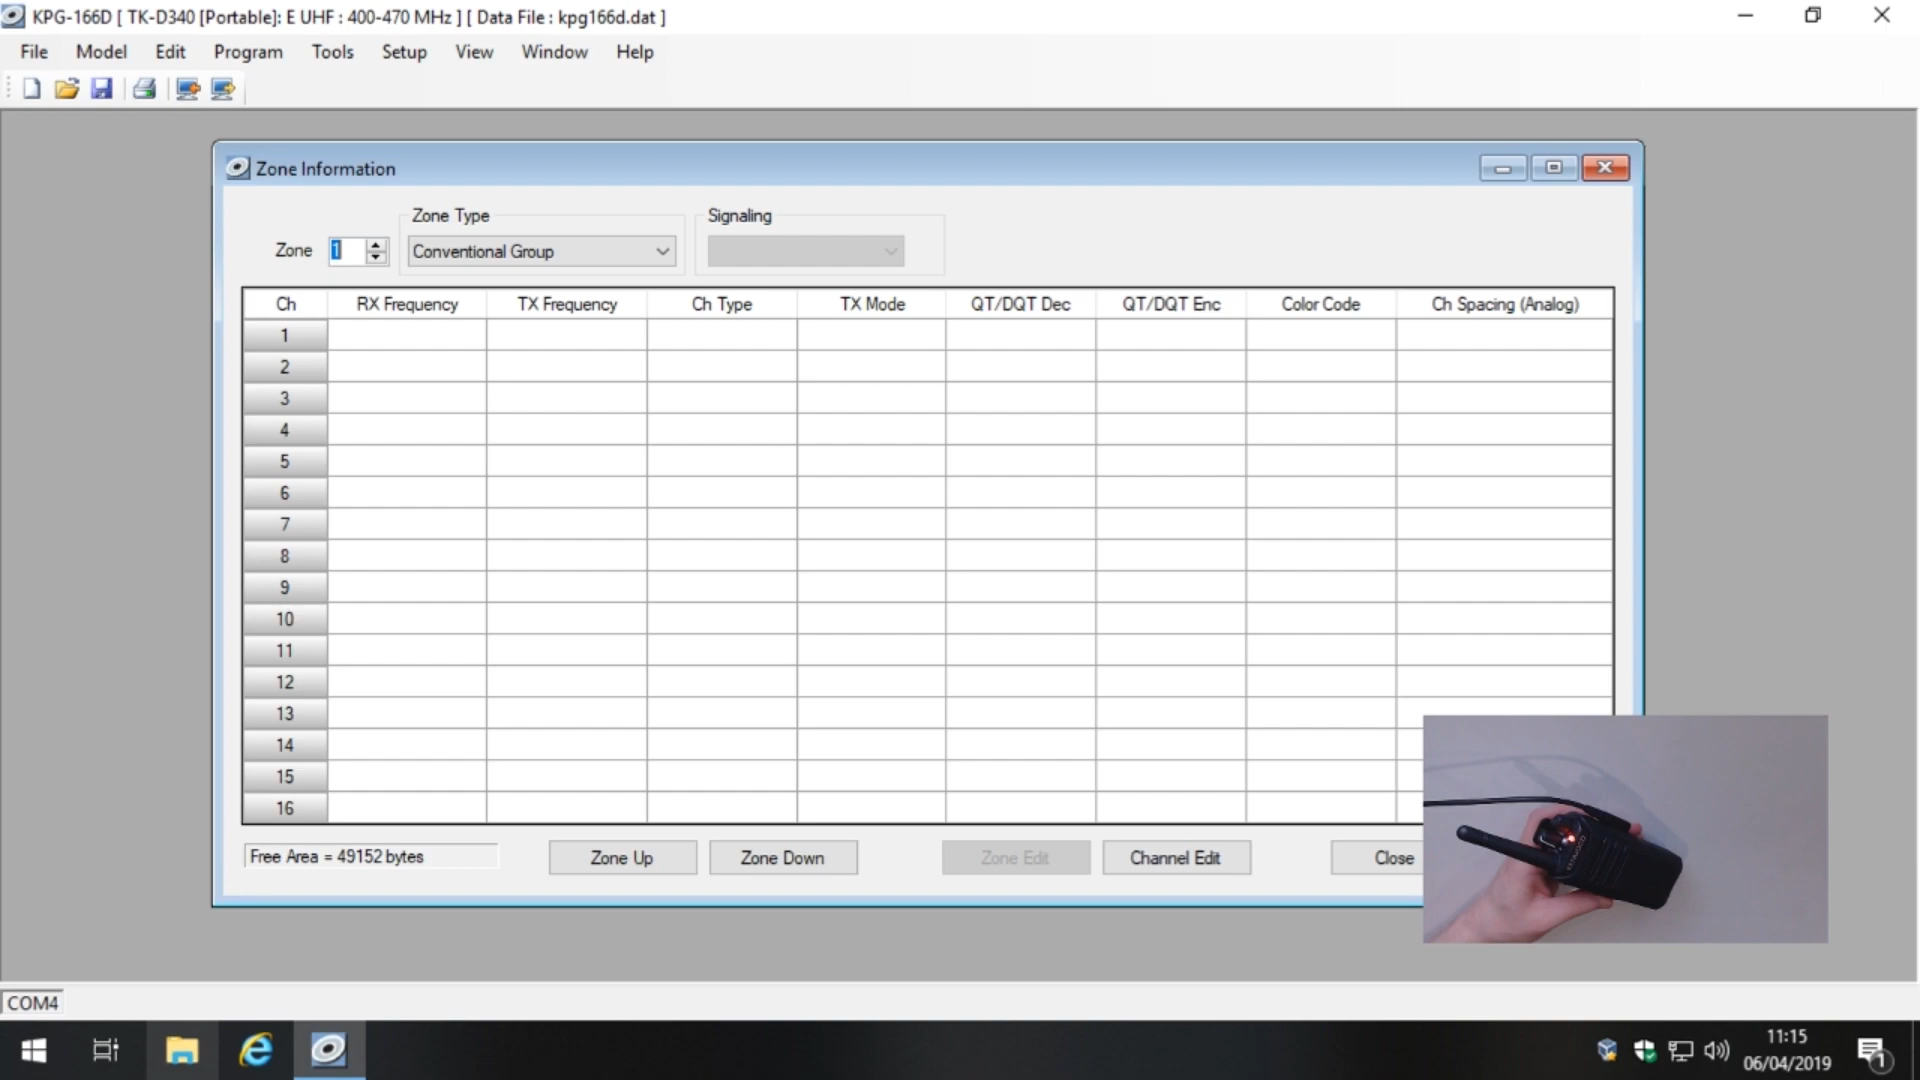 KPG-166D [ TK-D340 [Portable]: E UHF : 400-470 MHz ] [ Data File : kpg166d.dat ]
File Model Edit Program Tools Setup View Window Help
Zone Information
Zone Type Signaling
Zone 1 Conventional Group
Ch RX Frequency TX Frequency Ch Type TX Mode QT/DQT Dec QT/DQT Enc Color Code Ch Spacing (Analog)
1
2
3
4
5
6
7
8
9
10
11
12
13
14
15
16
Free Area = 49152 bytes Zone Up Zone Down Zone Edit Channel Edit Close
KENWOOD
COM4
11:15
06/04/2019
1